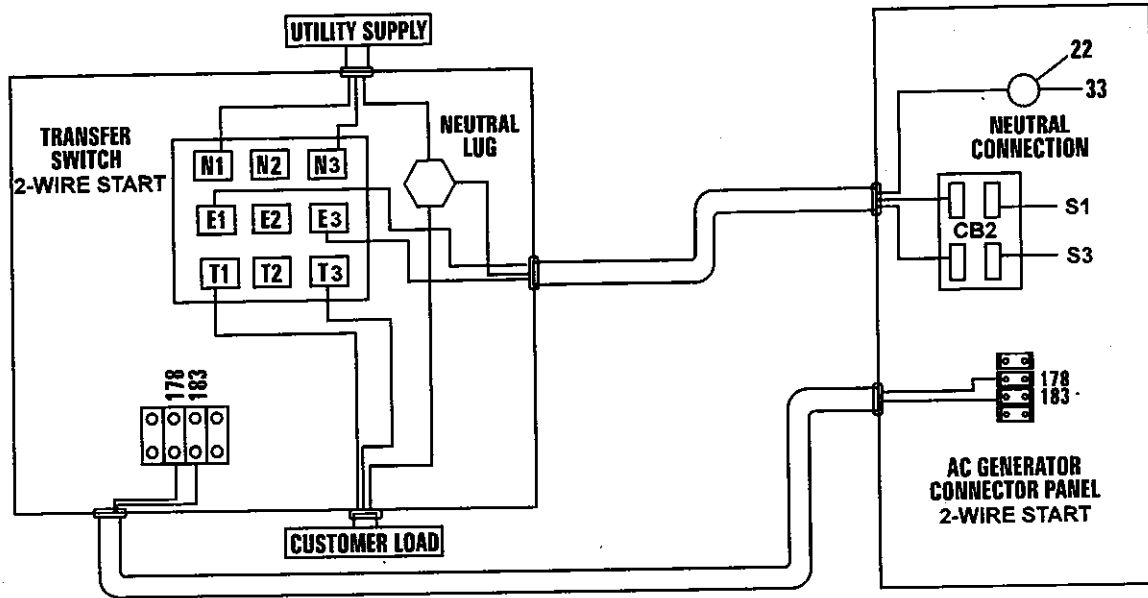 UTILITY SUPPLY
TRANSFER
SWITCH
2-WIRE START
NEUTRAL
LUG
N1 N2 N3
E1 E2 E3
T1 T2 T3
178
183
CUSTOMER LOAD
22
33
NEUTRAL
CONNECTION
S1
CB2
S3
178
183
AC GENERATOR
CONNECTOR PANEL
2-WIRE START